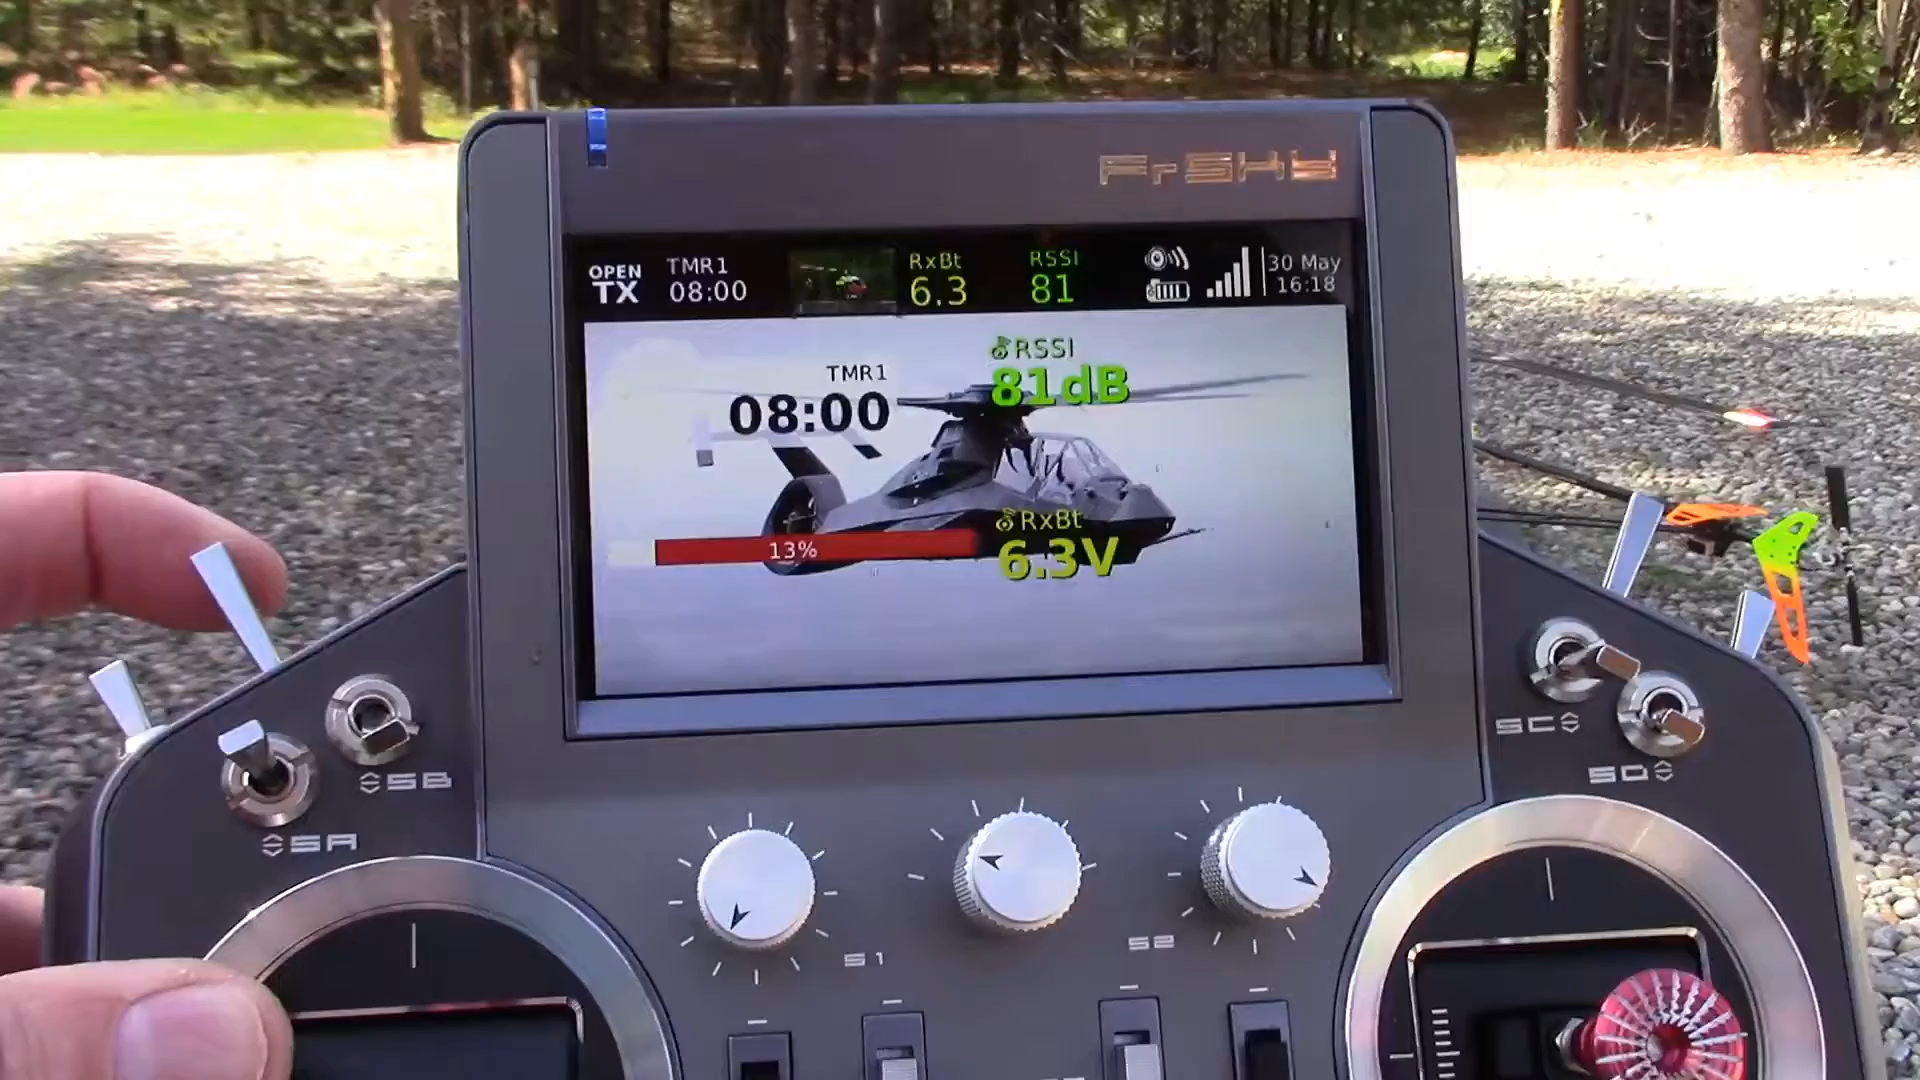 FrSKY
OPEN TX
TMR1
08:00
RxBt
6.3
RSSI
81
30 May
16:18
TMR1
08:00
RSSI
81dB
13%
RxBt
6.3V
SA
SB
SC
SD
S1
S2